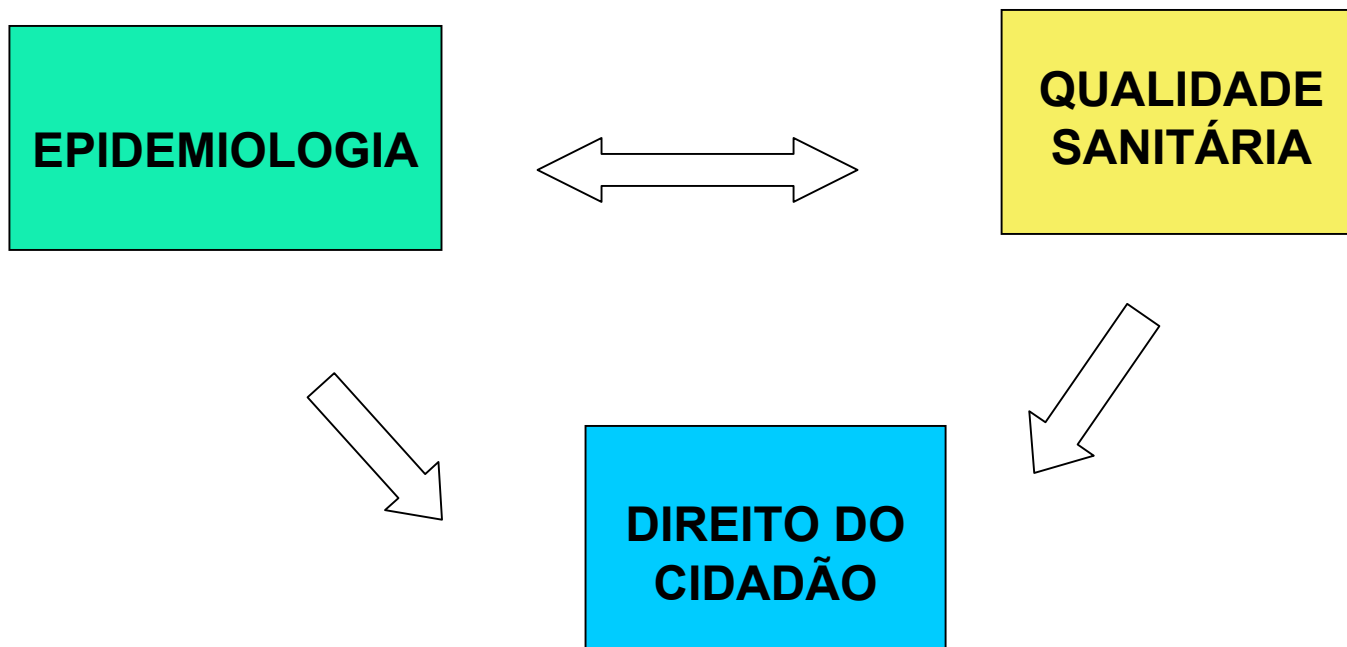 EPIDEMIOLOGIA
QUALIDADE
SANITÁRIA
DIREITO DO
CIDADÃO